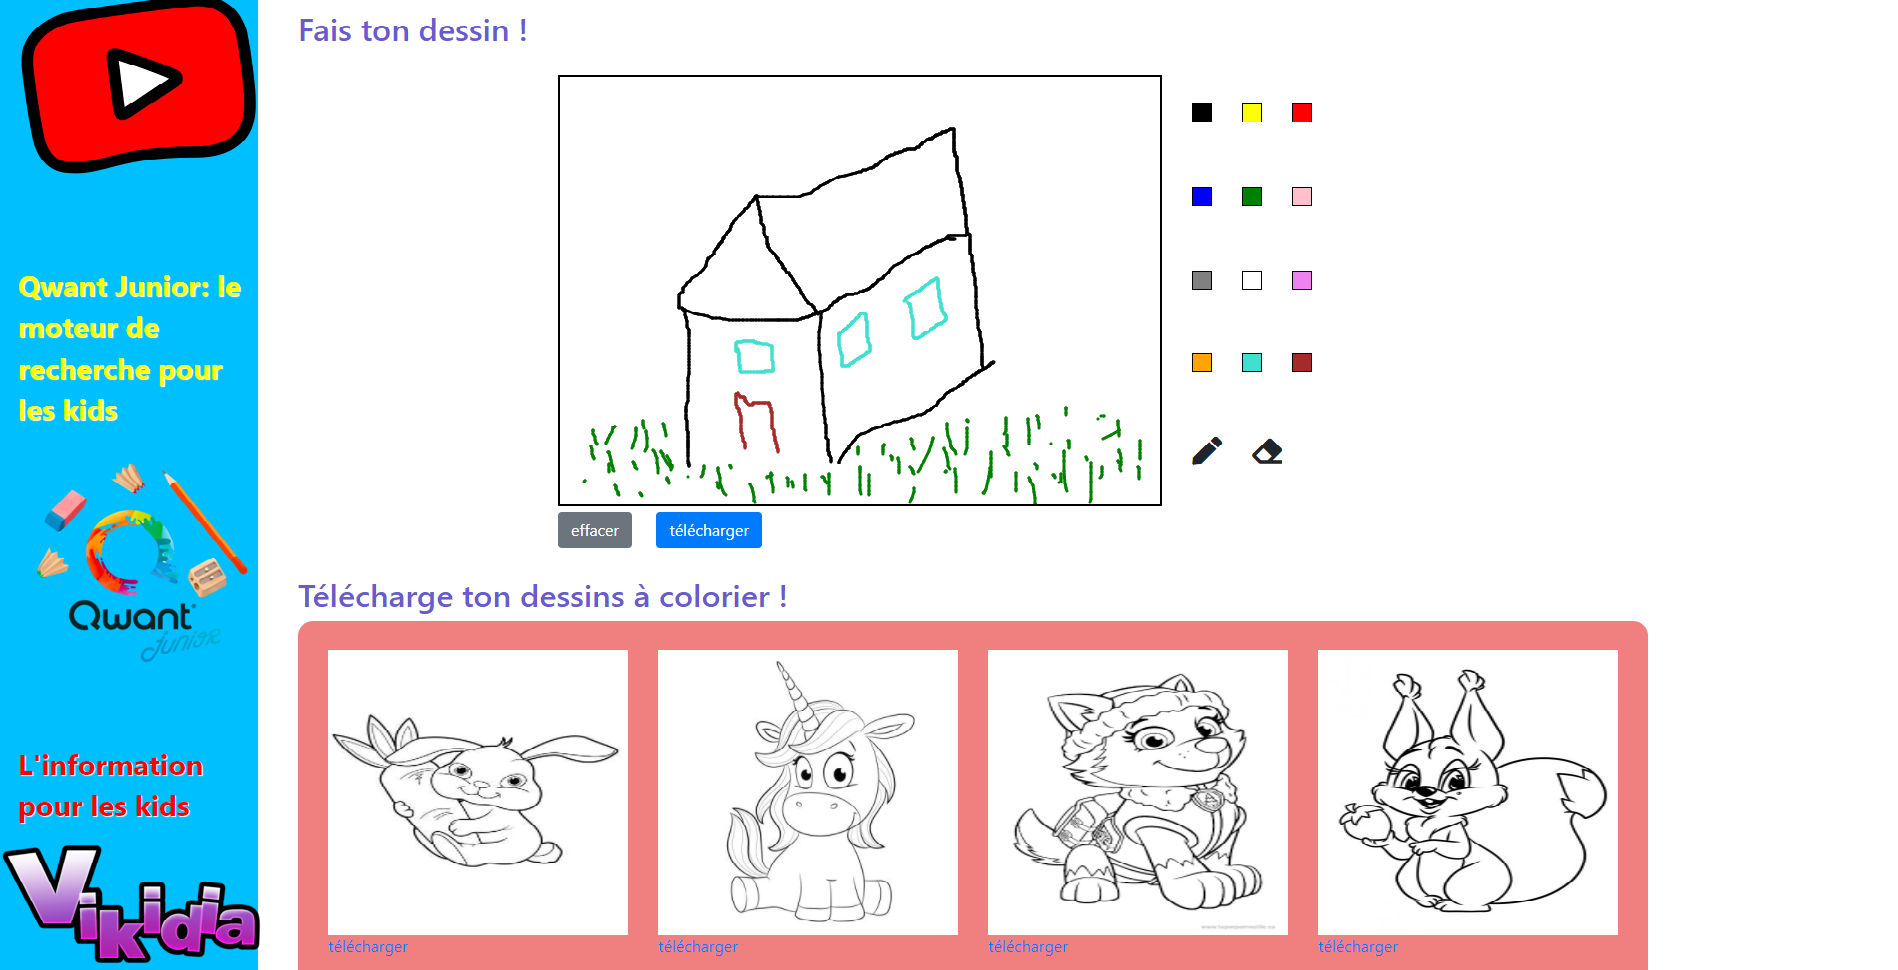 Fais ton dessin !
Qwant Junior: le
moteur de
recherche pour
les kids
Qwant
junior
L'information
pour les kids
Vikidia
effacer
télécharger
Télécharge ton dessins à colorier !
télécharger
télécharger
télécharger
télécharger